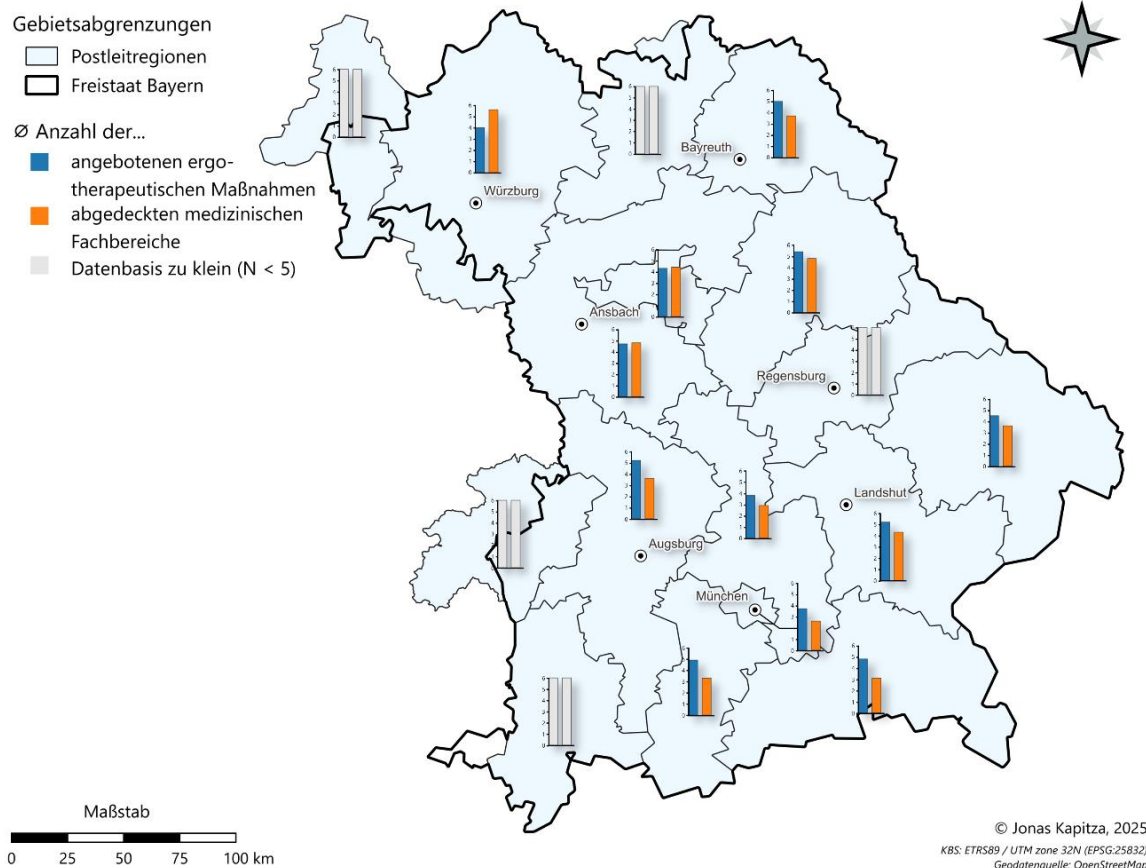 Gebietsabgrenzungen
Postleitregionen
Freistaat Bayern
Ø Anzahl der...
angebotenen ergo-
therapeutischen Maßnahmen
abgedeckten medizinischen
Fachbereiche
Datenbasis zu klein (N < 5)
Bayreuth
Würzburg
Ansbach
Regensburg
Landshut
Augsburg
München
Maßstab
0 25 50 75 100 km
© Jonas Kapitza, 2025
KBS: ETRS89 / UTM zone 32N (EPSG:25832)
Geodatenquelle: OpenStreetMap